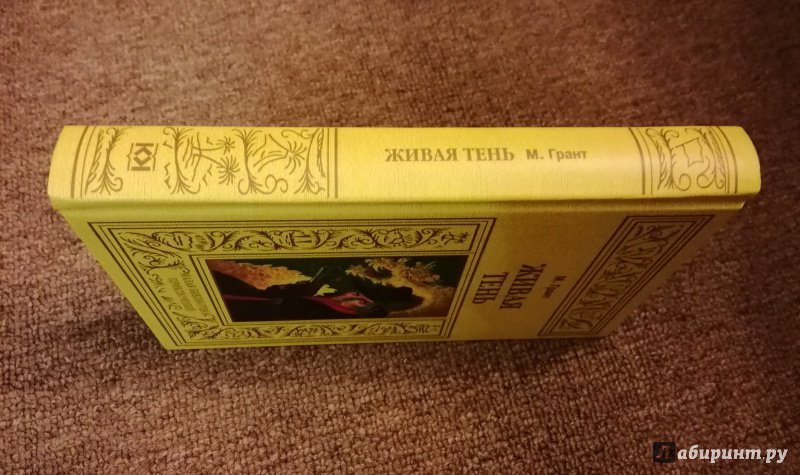 ЖИВАЯ ТЕНЬ М. Грант
М. Грант
ЖИВАЯ
ТЕНЬ
Лабиринт.ру